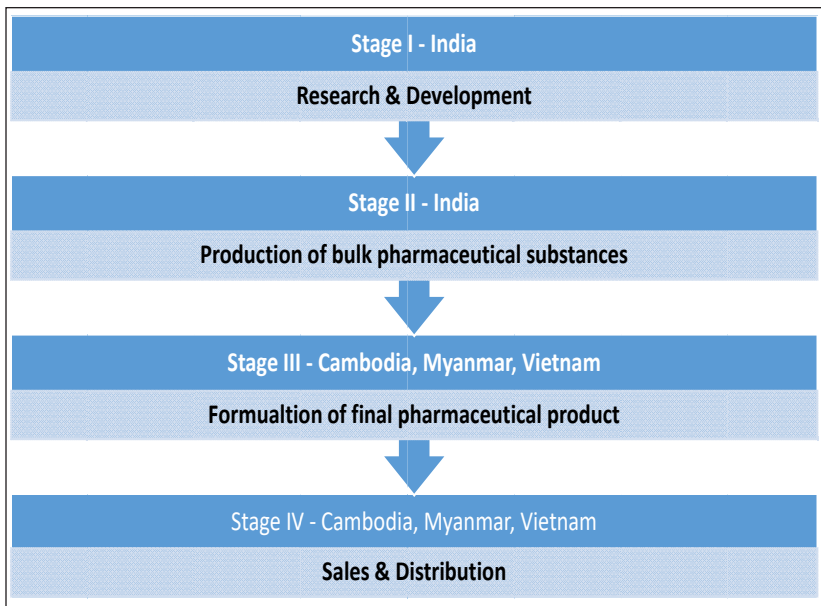 Stage I - India
Research & Development
Stage II - India
Production of bulk pharmaceutical substances
Stage III - Cambodia, Myanmar, Vietnam
Formualtion of final pharmaceutical product
Stage IV - Cambodia, Myanmar, Vietnam
Sales & Distribution